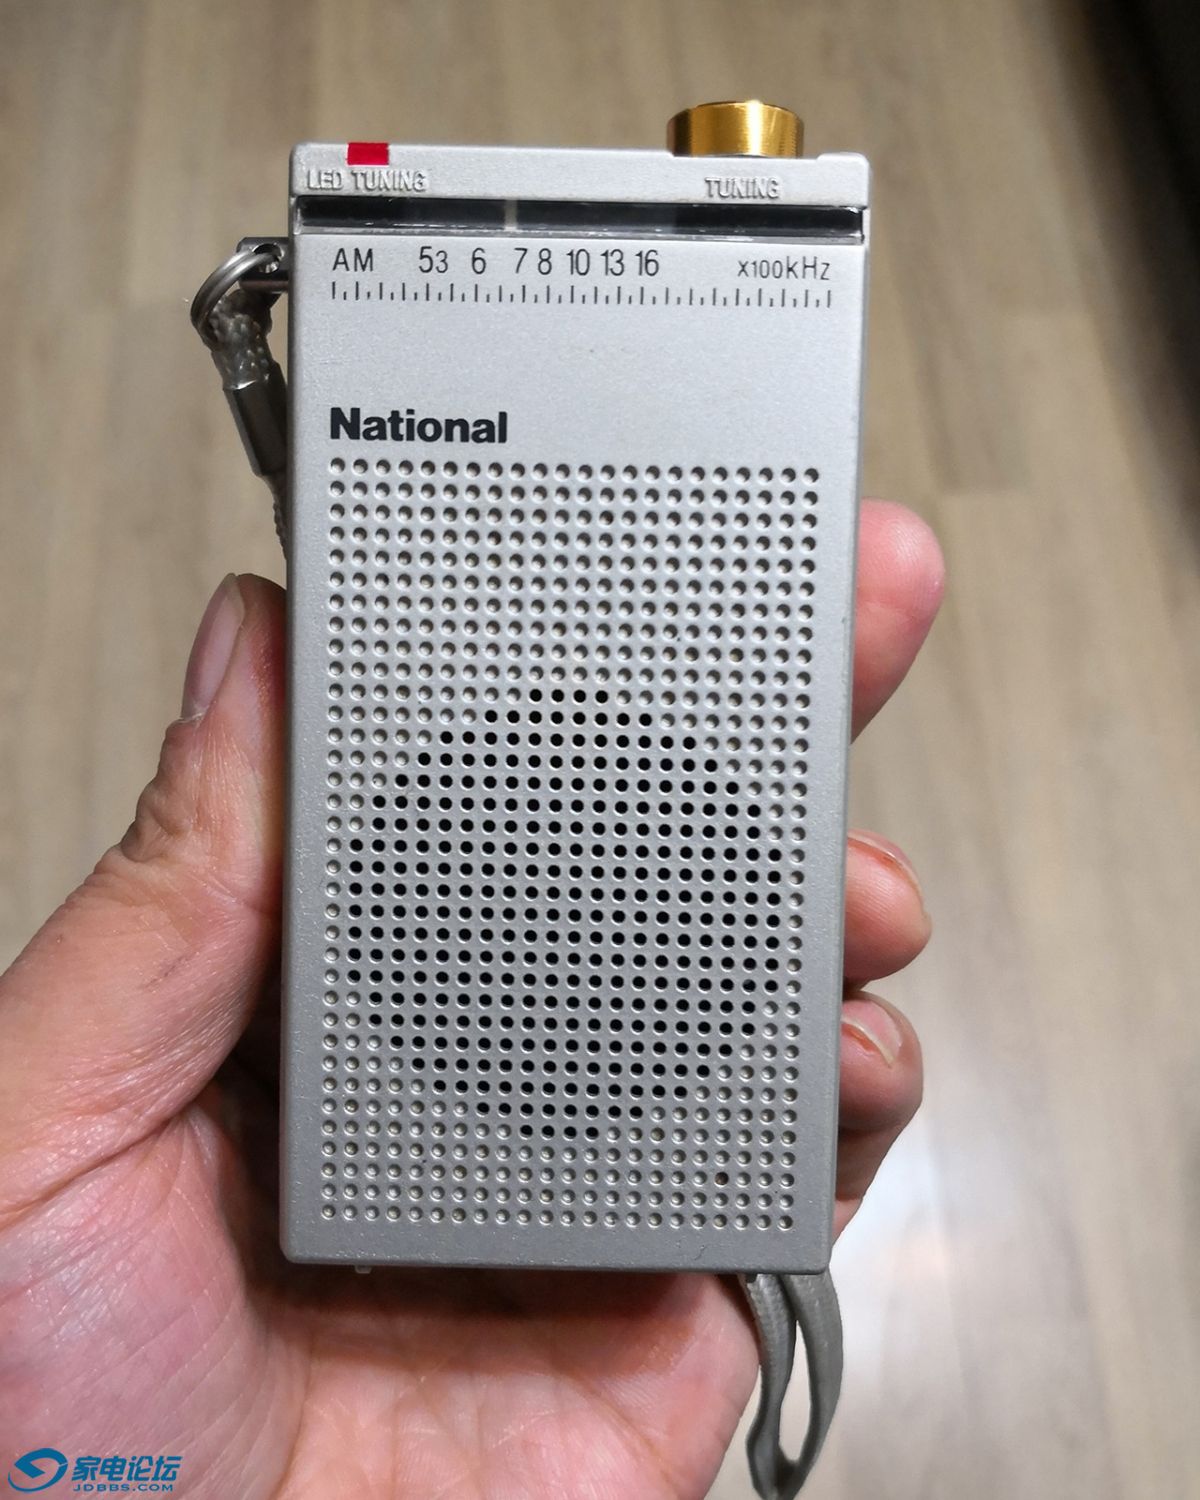 LED TUNING TUNING
AM 53 6 7 8 10 13 16 x100kHz
National
家电论坛
JDBBS.COM